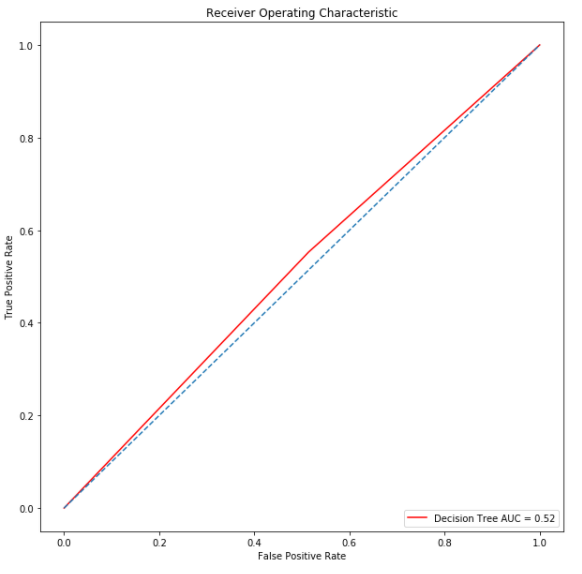 Receiver Operating Characteristic
1.0
0.8
0.6
0.4
0.2
0.0
True Positive Rate
Decision Tree AUC = 0.52
0.0 0.2 0.4 0.6 0.8 1.0
False Positive Rate